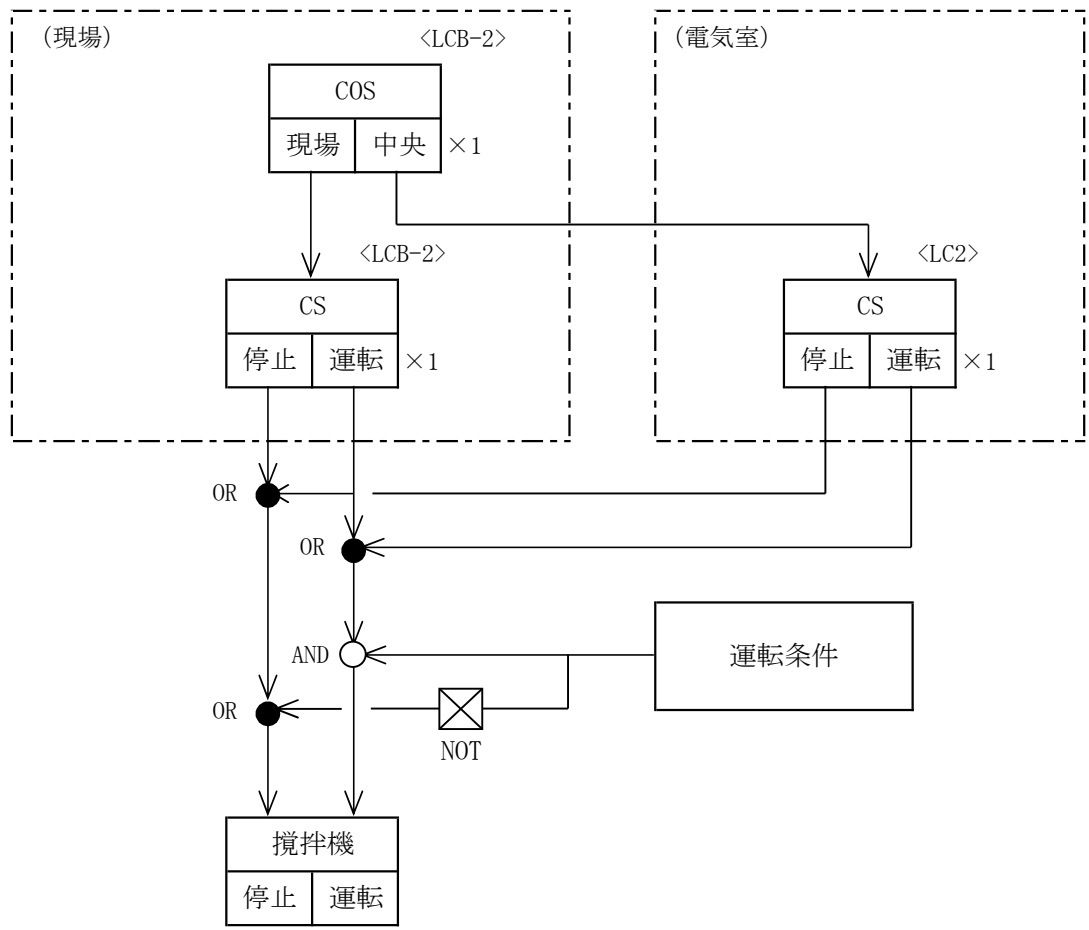 (現場)
<LCB-2>
(電気室)
COS
現場 中央 ×1
<LCB-2>
<LC2>
CS
停止 運転 ×1
CS
停止 運転 ×1
OR
OR
AND
運転条件
OR
NOT
撹拌機
停止 運転